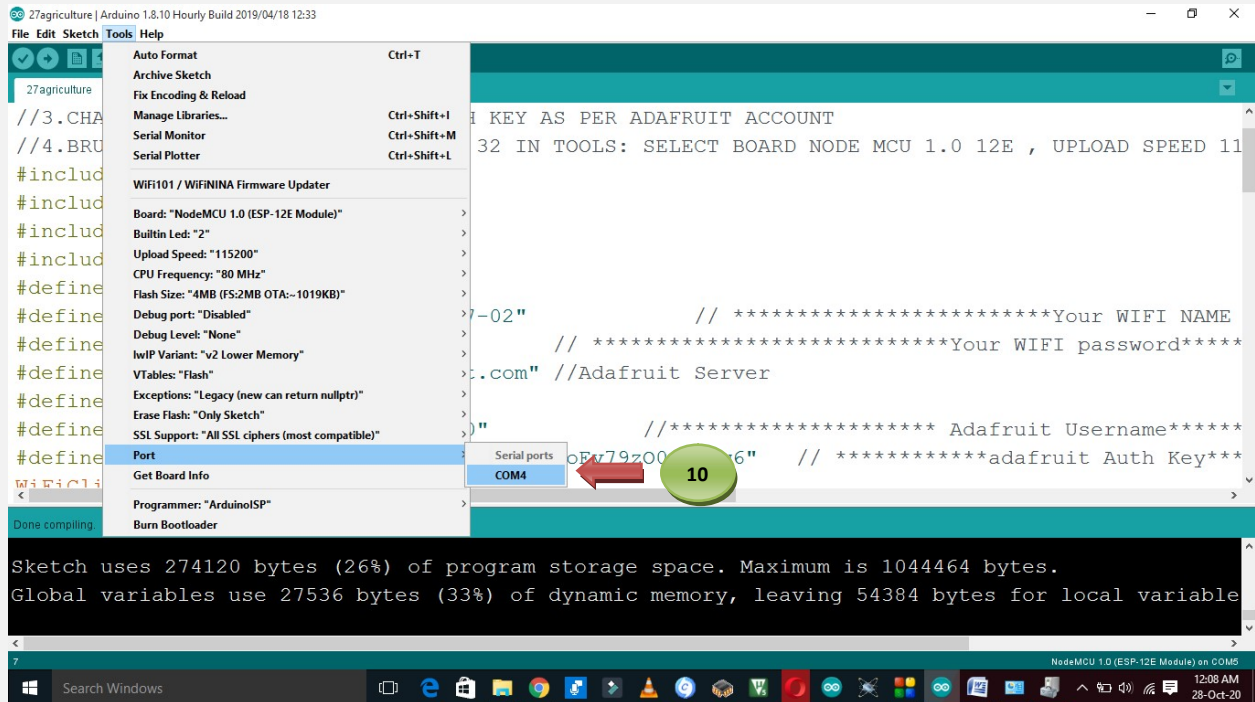 27agriculture | Arduino 1.8.10 Hourly Build 2019/04/18 12:33
File Edit Sketch Tools Help
27agriculture
Auto Format Ctrl+T
Archive Sketch
Fix Encoding & Reload
Manage Libraries... Ctrl+Shift+I
Serial Monitor Ctrl+Shift+M
Serial Plotter Ctrl+Shift+L
WiFi101 / WiFiNINA Firmware Updater
Board: "NodeMCU 1.0 (ESP-12E Module)"
Builtin Led: "2"
Upload Speed: "115200"
CPU Frequency: "80 MHz"
Flash Size: "4MB (FS:2MB OTA:~1019KB)"
Debug port: "Disabled"
Debug Level: "None"
lwIP Variant: "v2 Lower Memory"
VTables: "Flash"
Exceptions: "Legacy (new can return nullptr)"
Erase Flash: "Only Sketch"
SSL Support: "All SSL ciphers (most compatible)"
Port
Get Board Info
Programmer: "ArduinoISP"
Burn Bootloader
Serial ports
COM4
10
//3.CHA KEY AS PER ADAFRUIT ACCOUNT
//4.BRU 32 IN TOOLS: SELECT BOARD NODE MCU 1.0 12E , UPLOAD SPEED 11
#includ
#includ
#includ
#includ
#define
#define 7-02" // *************************Your WIFI NAME
#define // ****************************Your WIFI password*****
#define t.com" //Adafruit Server
#define
#define )" //********************* Adafruit Username******
#define 6" // ************adafruit Auth Key***
WiFiCli
Done compiling.
Sketch uses 274120 bytes (26%) of program storage space. Maximum is 1044464 bytes.
Global variables use 27536 bytes (33%) of dynamic memory, leaving 54384 bytes for local variable
7
NodeMCU 1.0 (ESP-12E Module) on COM5
Search Windows
12:08 AM
28-Oct-20